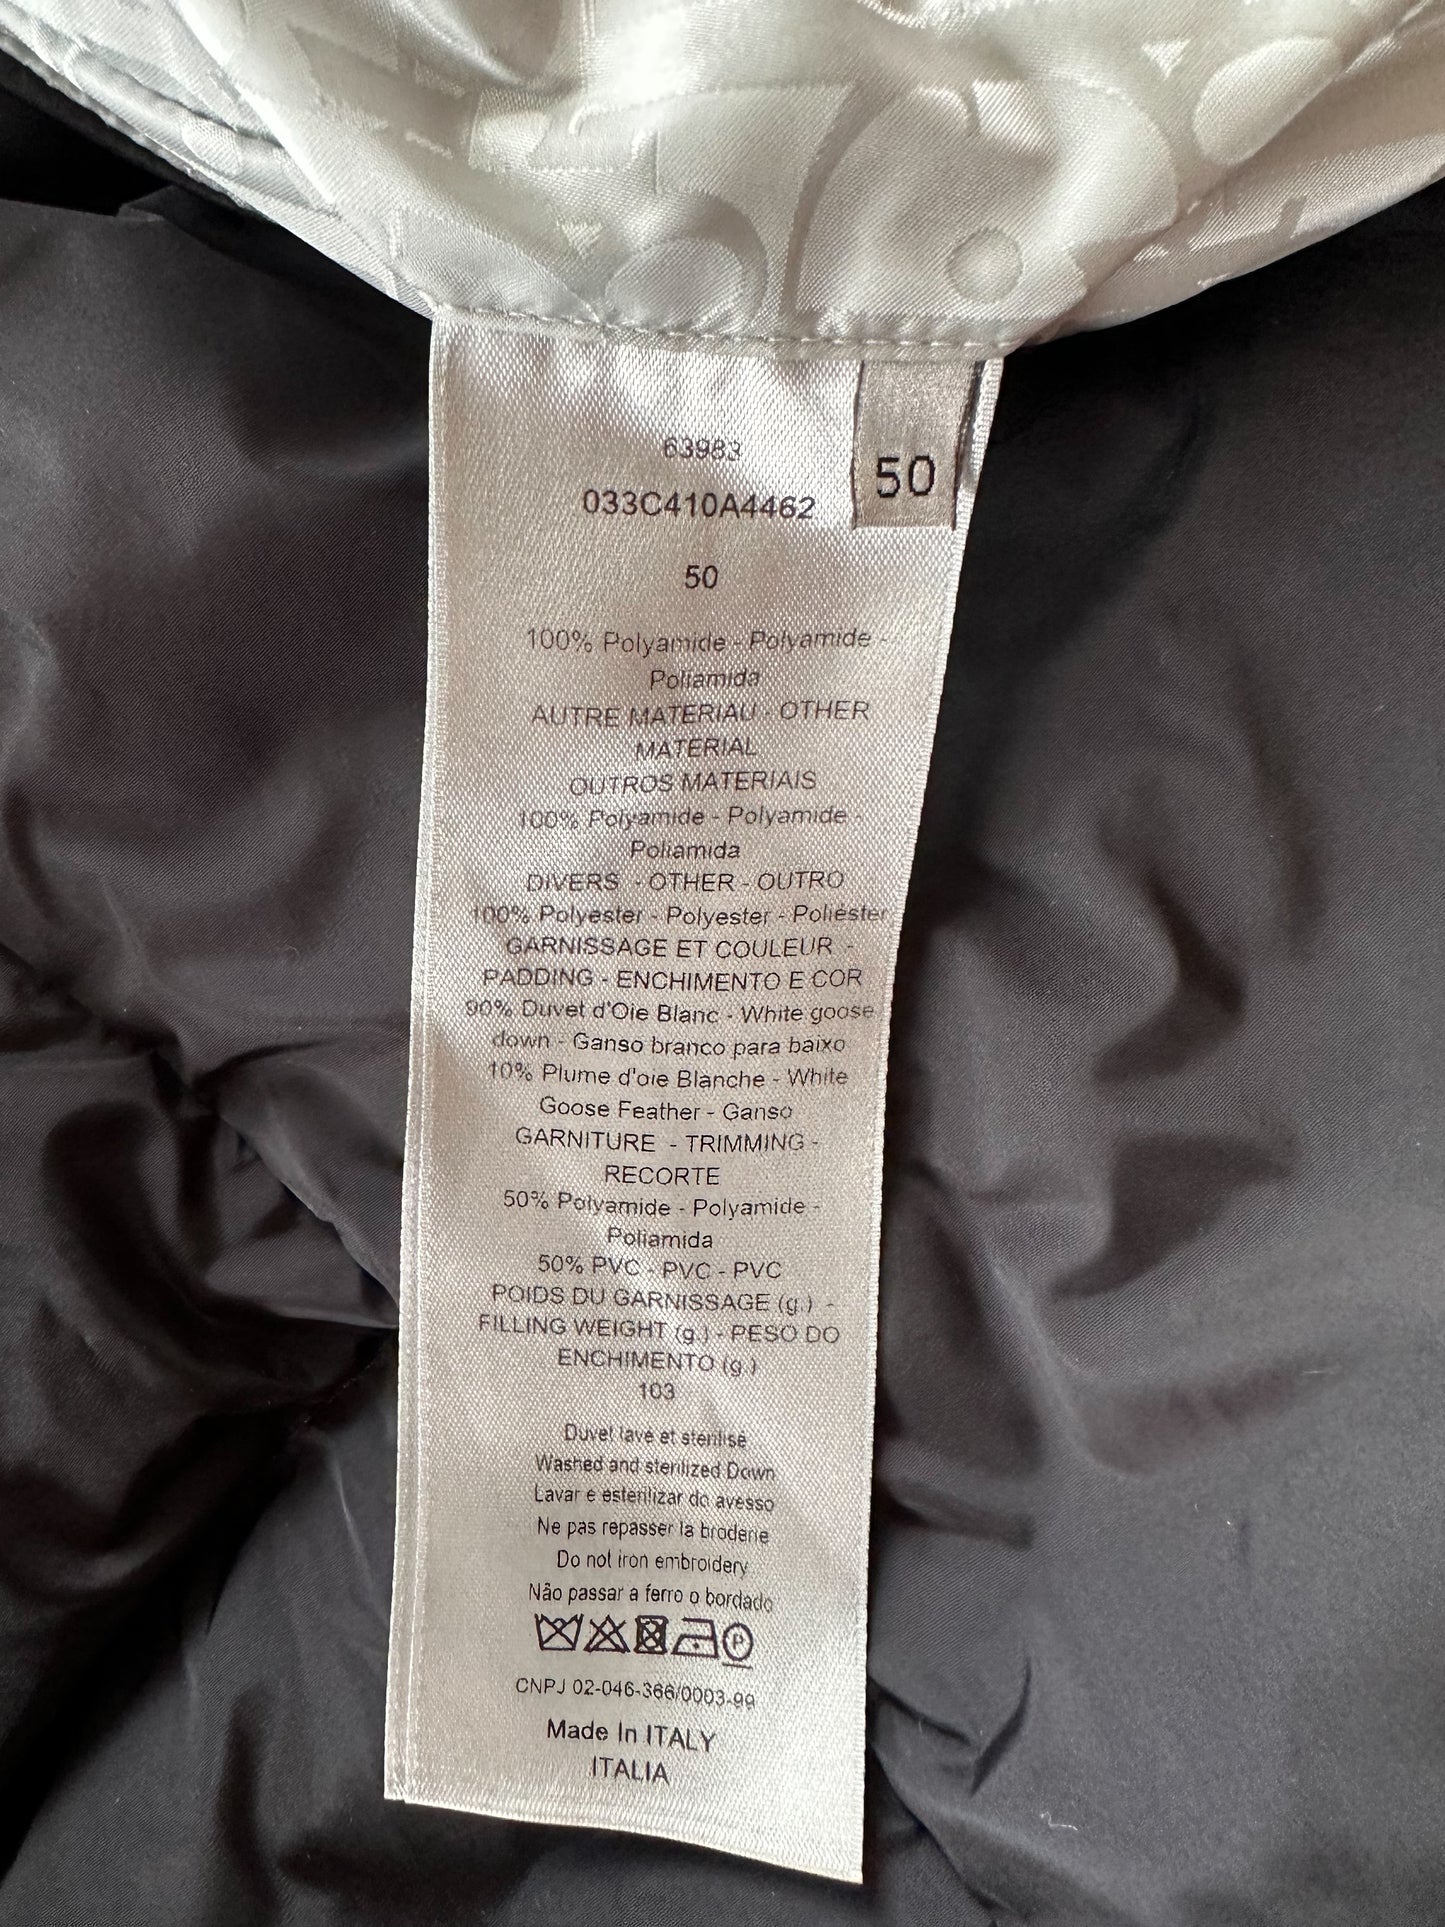 63983
50
033C410A4462
50
100% Polyamide - Polyamide -
Poliamida
AUTRE MATERIAU - OTHER
MATERIAL
OUTROS MATERIAIS
100% Polyamide - Polyamide -
Poliamida
DIVERS - OTHER - OUTRO
100% Polyester - Polyester - Poliéster
GARNISSAGE ET COULEUR -
PADDING - ENCHIMENTO E COR
90% Duvet d'Oie Blanc - White goose
down - Ganso branco para baixo
10% Plume d'oie Blanche - White
Goose Feather - Ganso
GARNITURE - TRIMMING -
RECORTE
50% Polyamide - Polyamide -
Poliamida
50% PVC - PVC - PVC
POIDS DU GARNISSAGE (g.) -
FILLING WEIGHT (g.) - PESO DO
ENCHIMENTO (g.)
103
Duvet lavé et stérilisé
Washed and sterilized Down
Lavar e esterilizar do avesso
Ne pas repasser la broderie
Do not iron embroidery
Não passar a ferro o bordado
P
CNPJ 02-046-366/0003-99
Made In ITALY
ITALIA